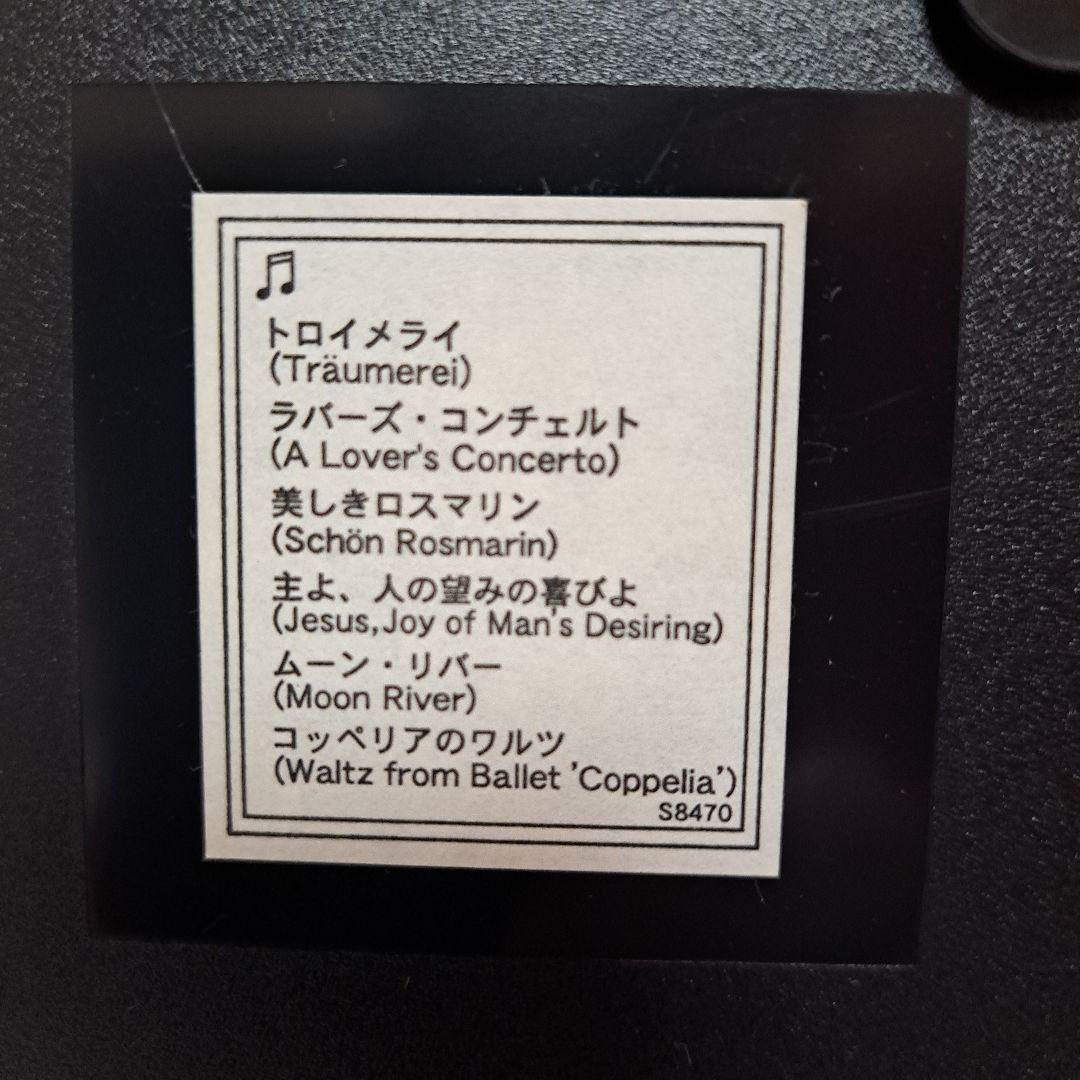 トロイメライ
(Träumerei)
ラバーズ・コンチェルト
(A Lover's Concerto)
美しきロスマリン
(Schön Rosmarin)
主よ、人の望みの喜びよ
(Jesus,Joy of Man's Desiring)
ムーン・リバー
(Moon River)
コッペリアのワルツ
(Waltz from Ballet 'Coppelia')
S8470